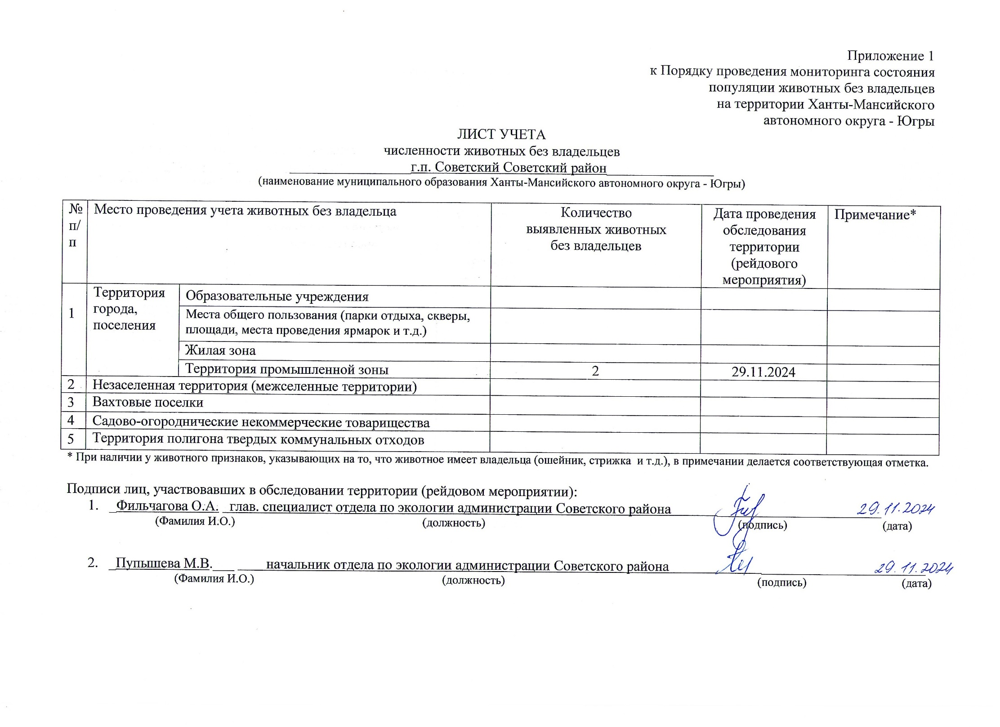 Приложение 1
к Порядку проведения мониторинга состояния
популяции животных без владельцев
на территории Ханты-Мансийского
автономного округа - Югры
ЛИСТ УЧЕТА
численности животных без владельцев
г.п. Советский Советский район
(наименование муниципального образования Ханты-Мансийского автономного округа - Югры)
№ п/п
Место проведения учета животных без владельца
Количество
выявленных животных
без владельцев
Дата проведения
обследования
территории
(рейдового
мероприятия)
Примечание*
1
Территория
города,
поселения
Образовательные учреждения
Места общего пользования (парки отдыха, скверы,
площади, места проведения ярмарок и т.д.)
Жилая зона
Территория промышленной зоны 2 29.11.2024
2 Незаселенная территория (межселенные территории)
3 Вахтовые поселки
4 Садово-огороднические некоммерческие товарищества
5 Территория полигона твердых коммунальных отходов
* При наличии у животного признаков, указывающих на то, что животное имеет владельца (ошейник, стрижка и т.д.), в примечании делается соответствующая отметка.
Подписи лиц, участвовавших в обследовании территории (рейдовом мероприятии):
1. Фильчагова О.А. глав. специалист отдела по экологии администрации Советского района 29.11.2024
(Фамилия И.О.) (должность) (подпись) (дата)
2. Пупышева М.В. начальник отдела по экологии администрации Советского района 29.11.2024
(Фамилия И.О.) (должность) (подпись) (дата)